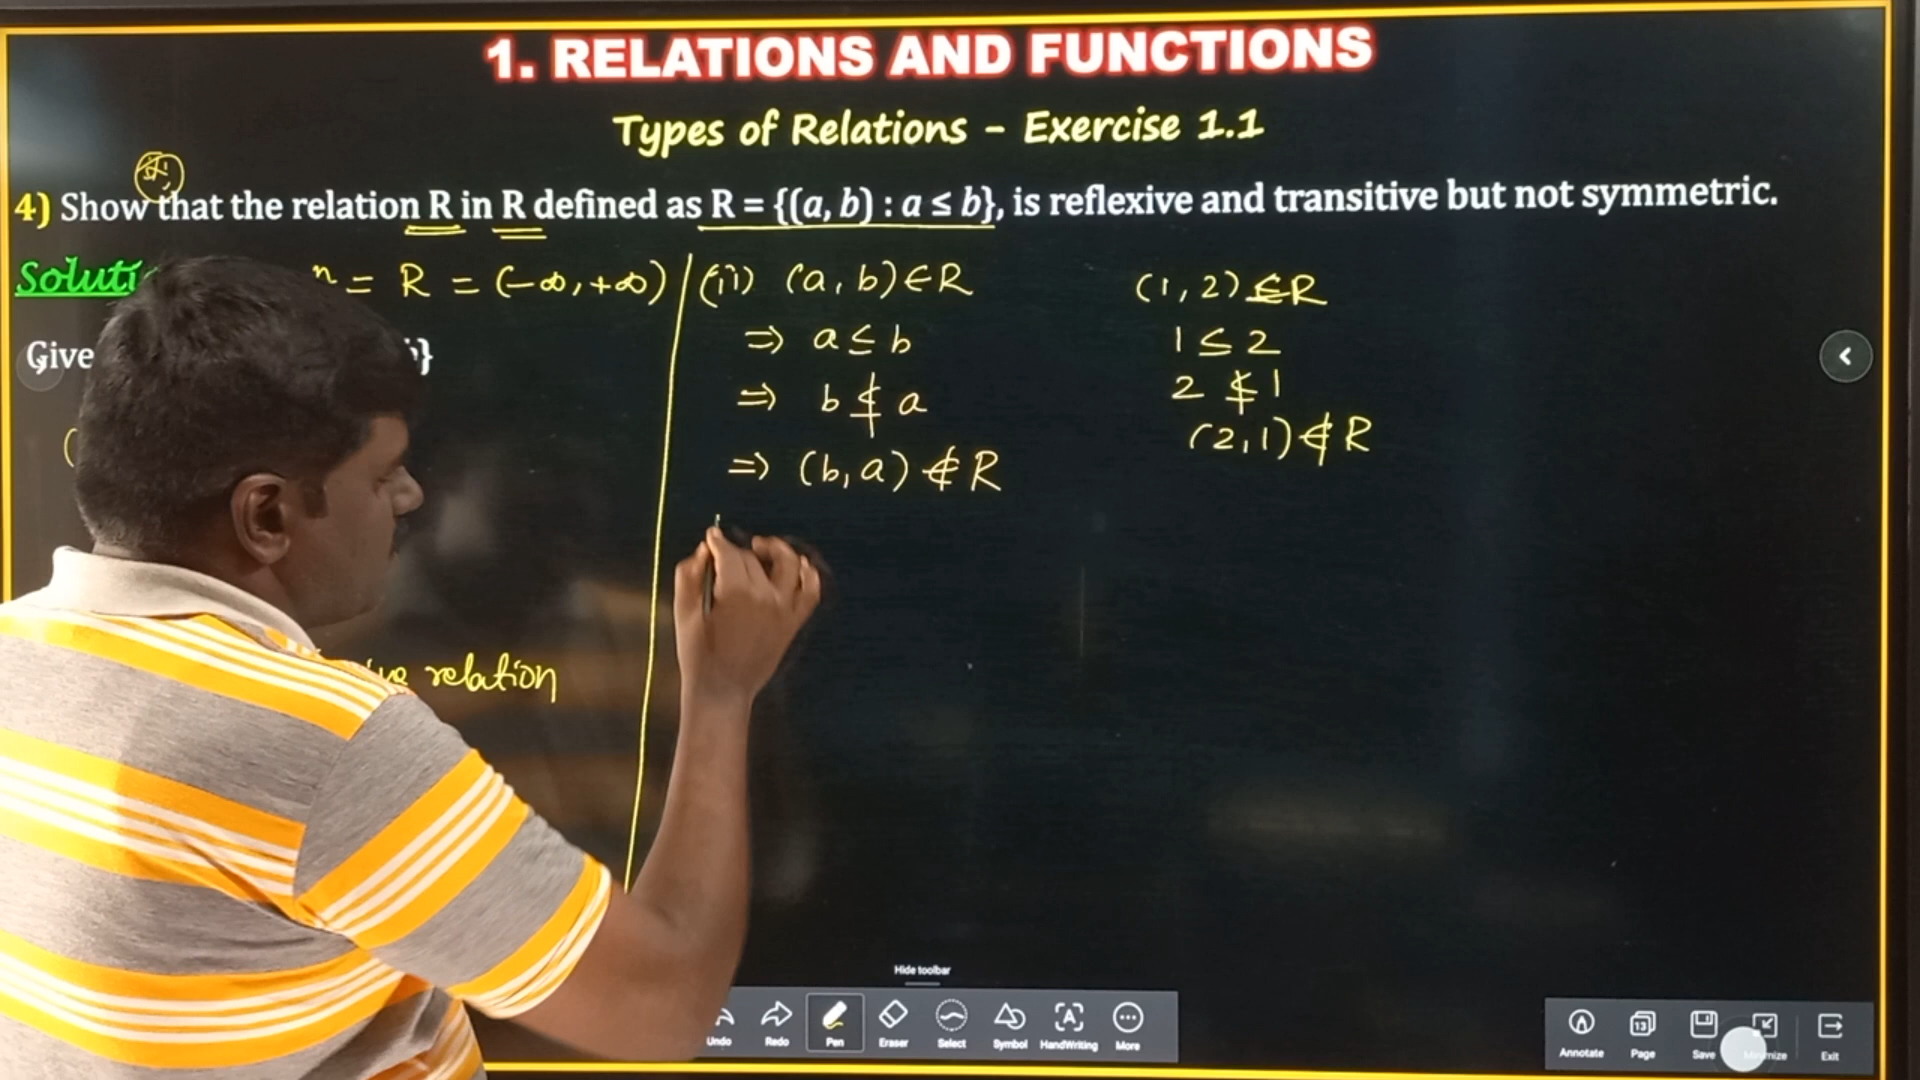 1. RELATIONS AND FUNCTIONS
Types of Relations - Exercise 1.1
4) Show that the relation R in R defined as R = {(a, b) : a ≤ b}, is reflexive and transitive but not symmetric.
= R = (-∞, +∞)
(ii) (a, b) ∈ R
⇒ a ≤ b
⇒ b ≰ a
⇒ (b, a) ∉ R
(1, 2) ∈ R
1 ≤ 2
2 ≰ 1
(2, 1) ∉ R
relation
Hide toolbar
Undo Redo Pen Eraser Select Symbol HandWriting More
Annotate 13 Page Save Exit